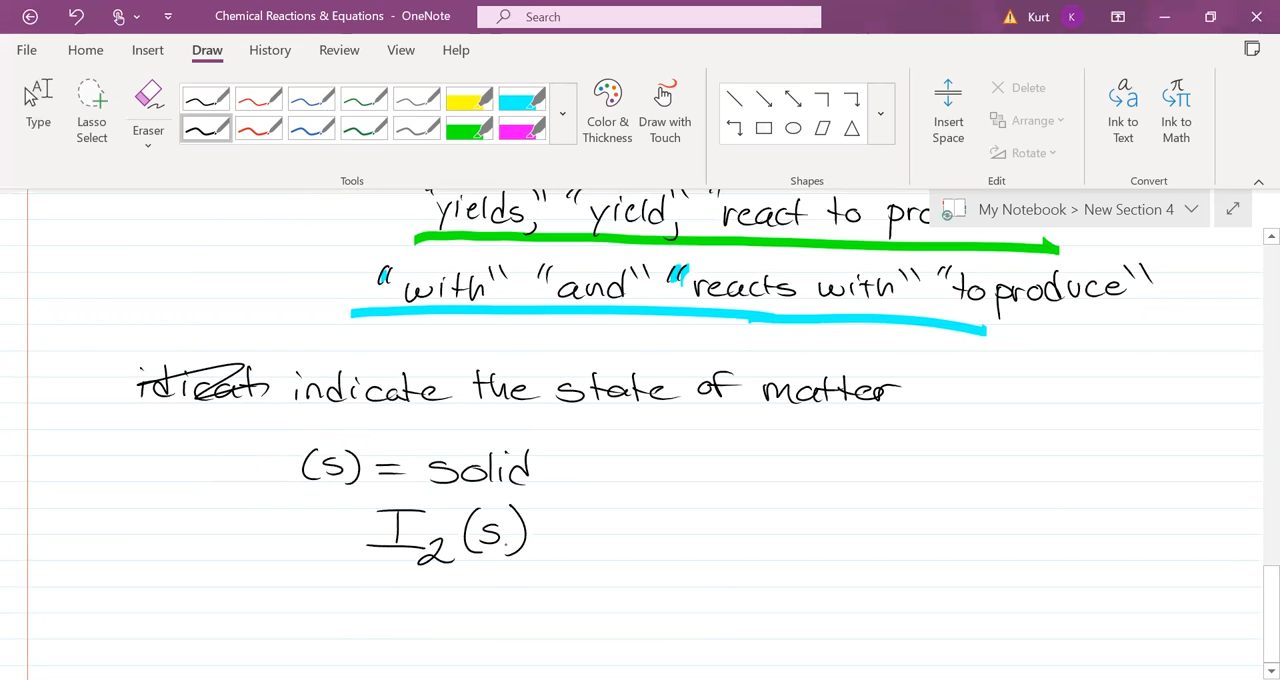 Chemical Reactions & Equations - OneNote
Search
Kurt
K
File Home Insert Draw History Review View Help
Type
Lasso Select
Eraser
Color & Thickness
Draw with Touch
Insert Space
Delete
Arrange
Rotate
Ink to Text
Ink to Math
Tools
Shapes
Edit
Convert
My Notebook > New Section 4
"yields," "yield," "react to
"with" "and" "reacts with" "to produce"
indicate the state of matter
(s) = solid
I₂(s)